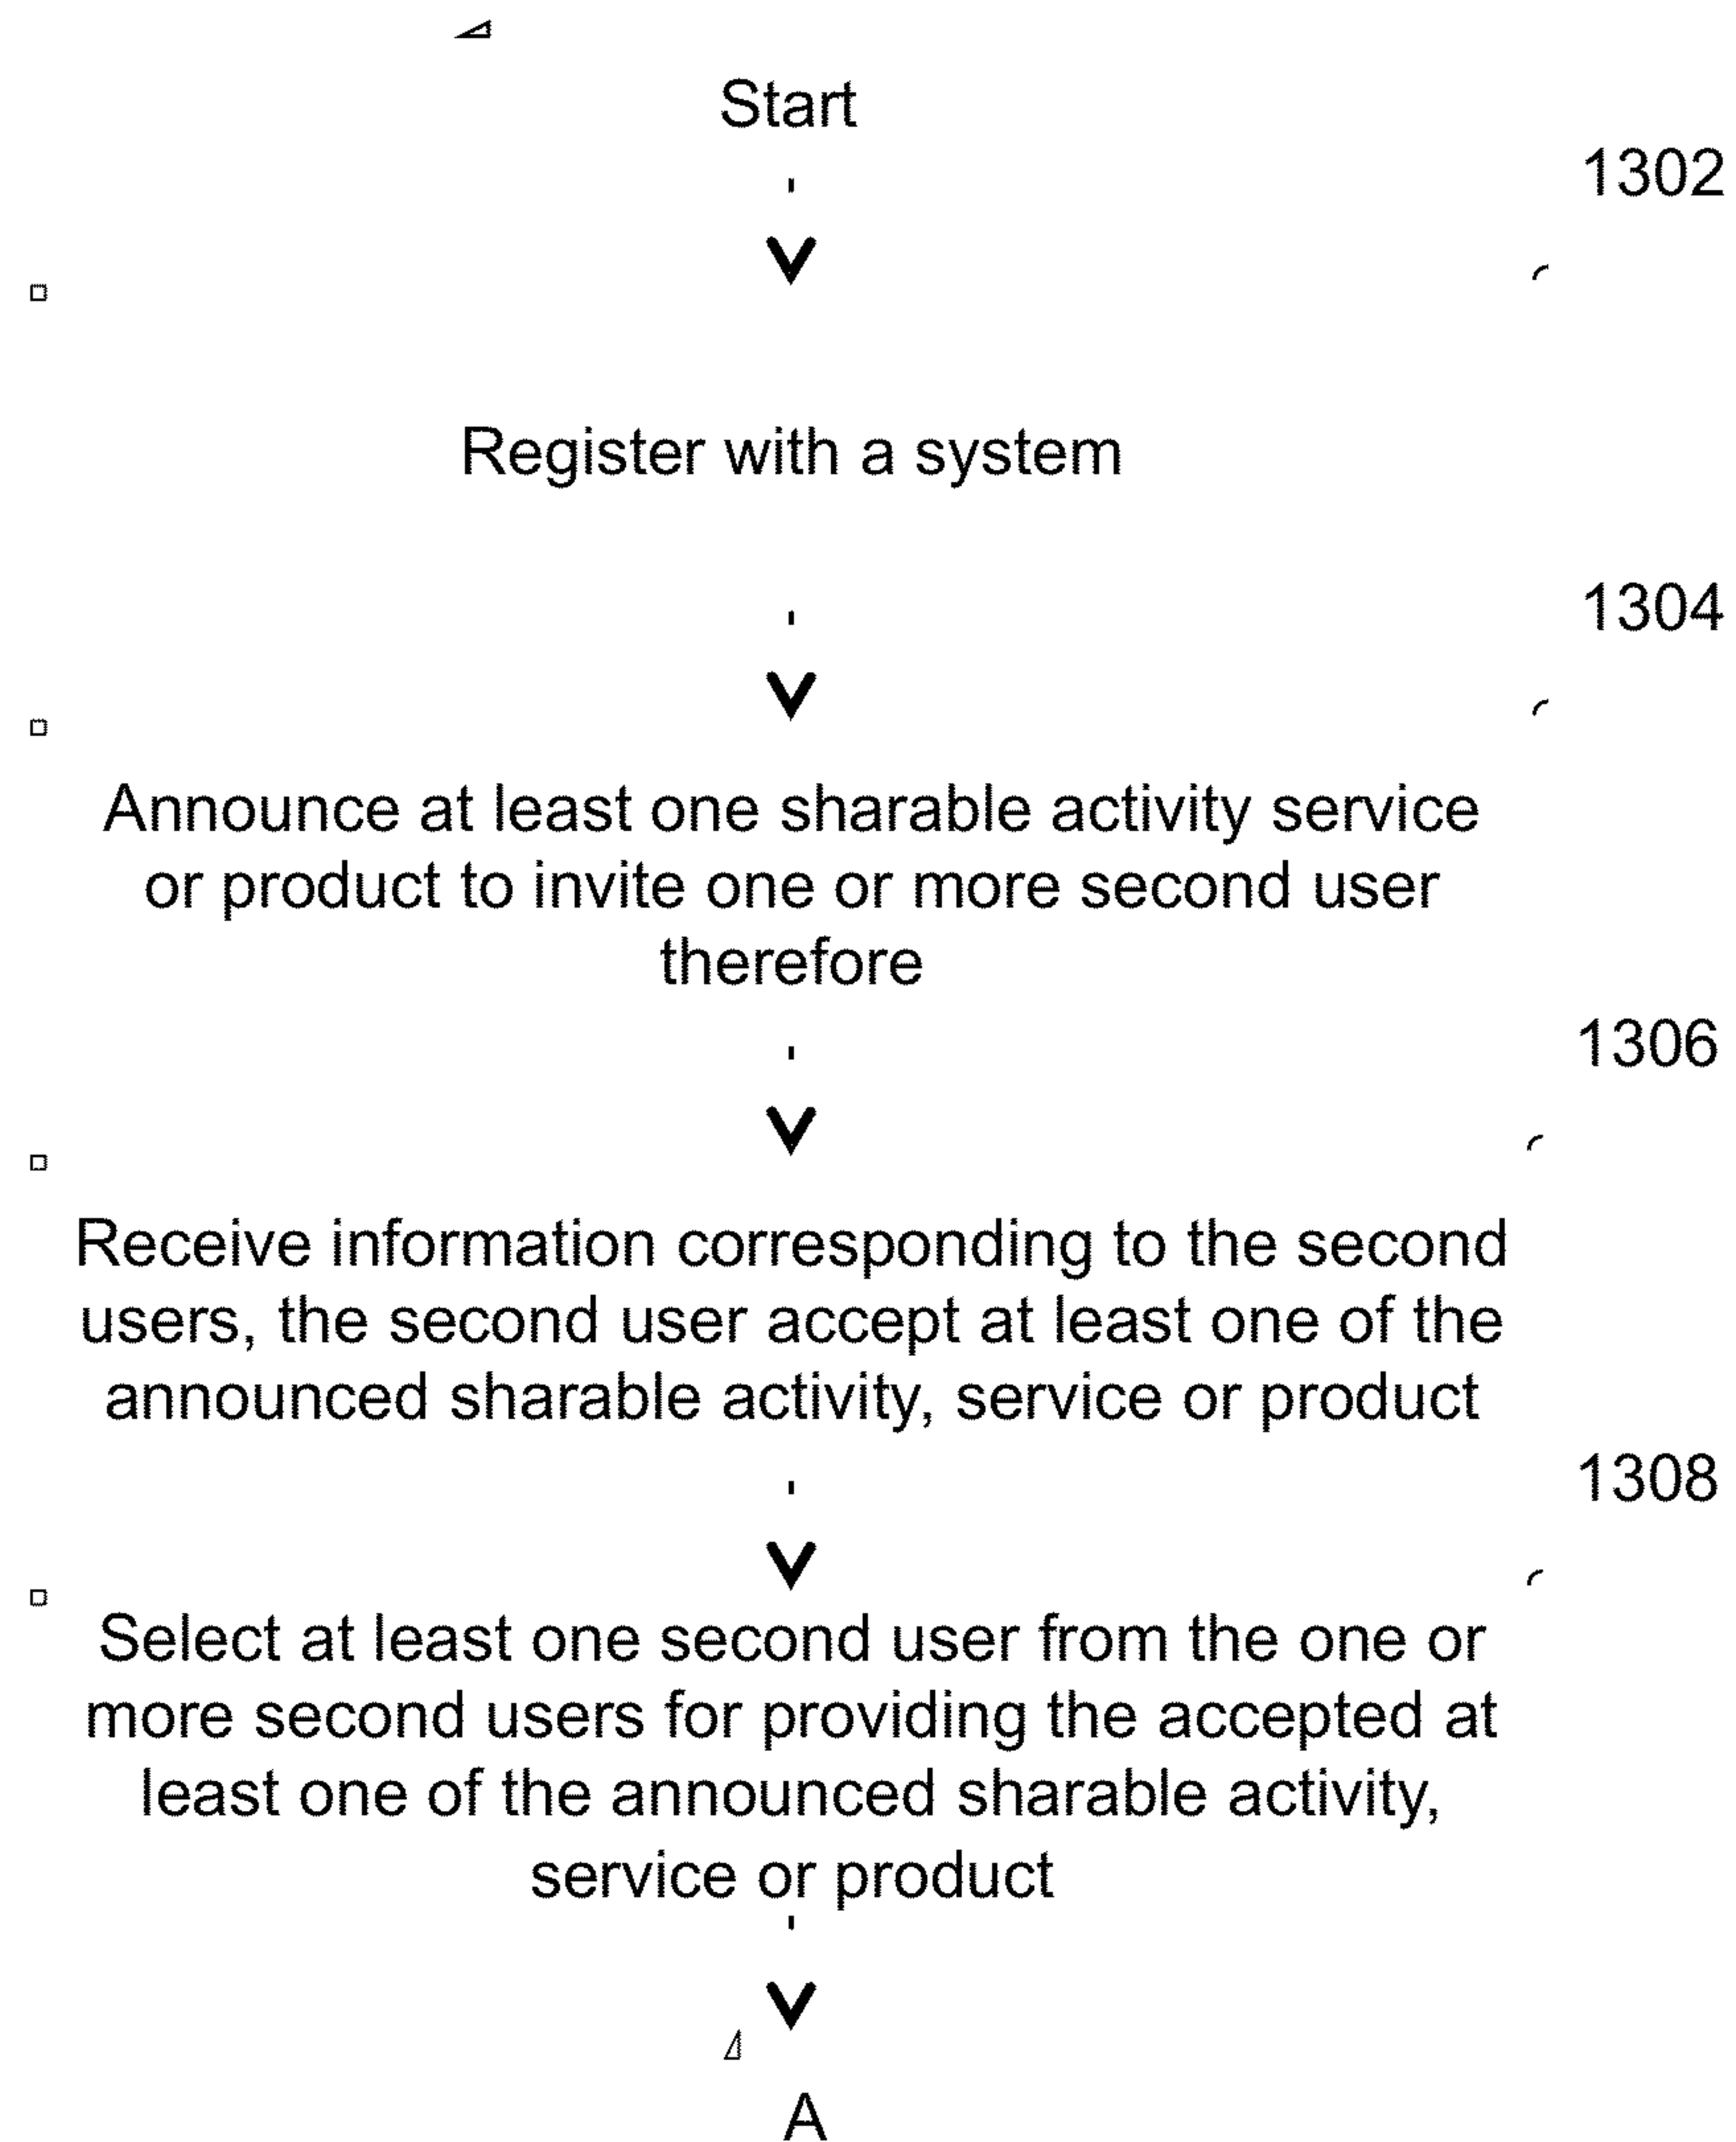 Start
1302
Register with a system
1304
Announce at least one sharable activity service
or product to invite one or more second user
therefore
1306
Receive information corresponding to the second
users, the second user accept at least one of the
announced sharable activity, service or product
1308
Select at least one second user from the one or
more second users for providing the accepted at
least one of the announced sharable activity,
service or product
A